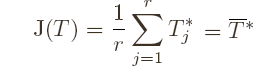 J(T) = \frac{1}{r} \sum_{j=1}^{r} T_j^* = \overline{T}^*